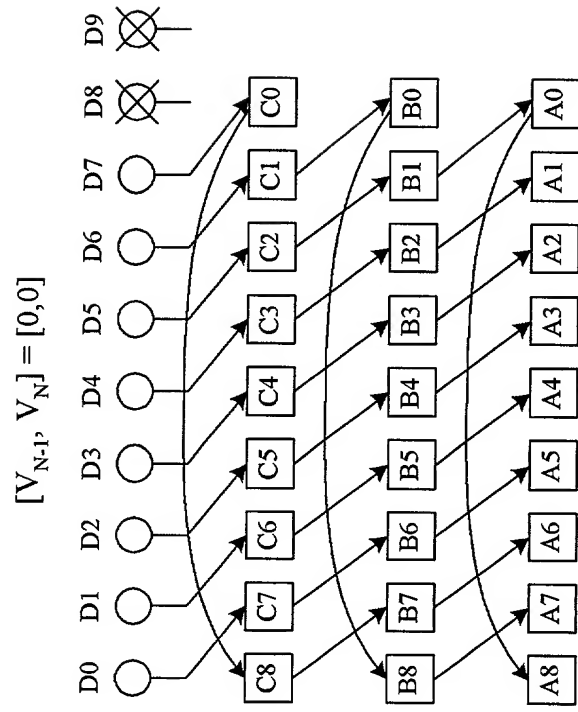 [V_{N-1}, V_N] = [0,0]
D0 D1 D2 D3 D4 D5 D6 D7 D8 D9
C8 C7 C6 C5 C4 C3 C2 C1 C0
B8 B7 B6 B5 B4 B3 B2 B1 B0
A8 A7 A6 A5 A4 A3 A2 A1 A0